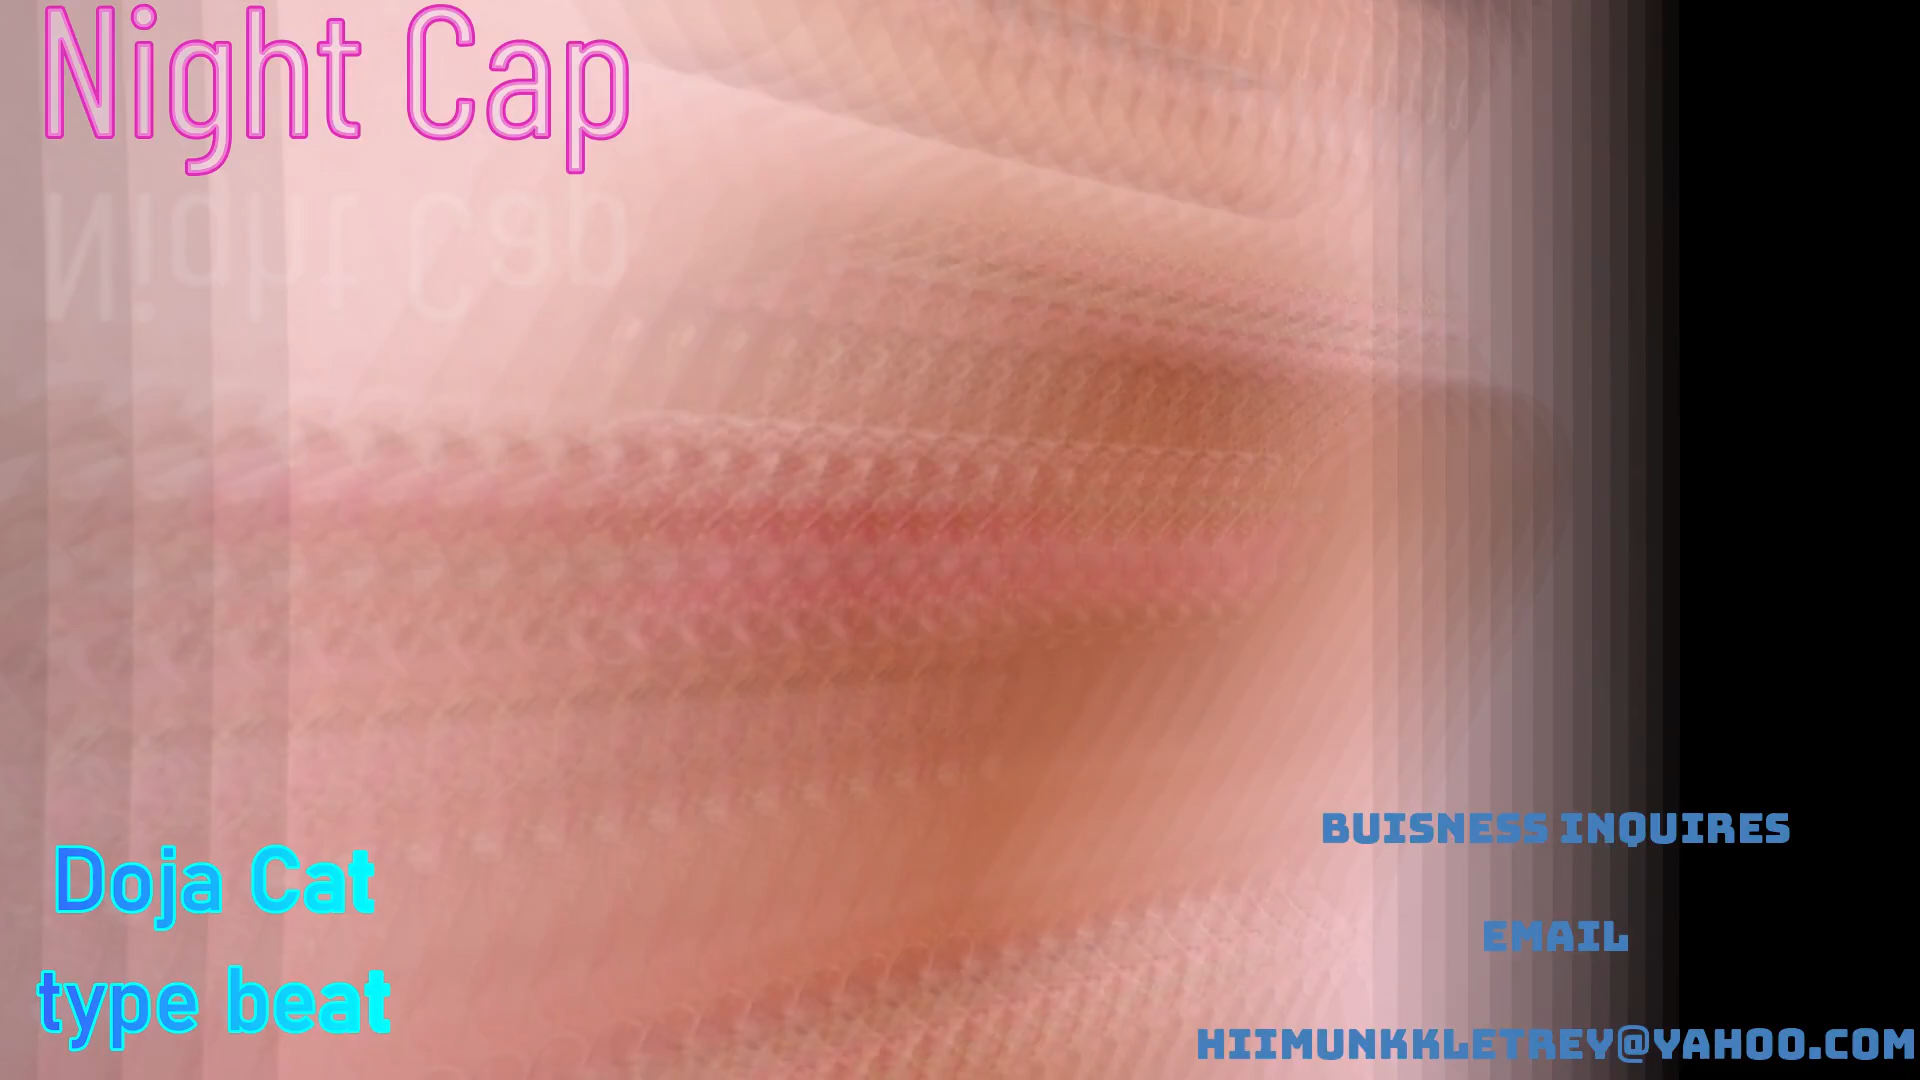 Night Cap
Doja Cat
type beat
BUISNESS INQUIRES
EMAIL
HIIMUNKKLETREY@YAHOO.COM